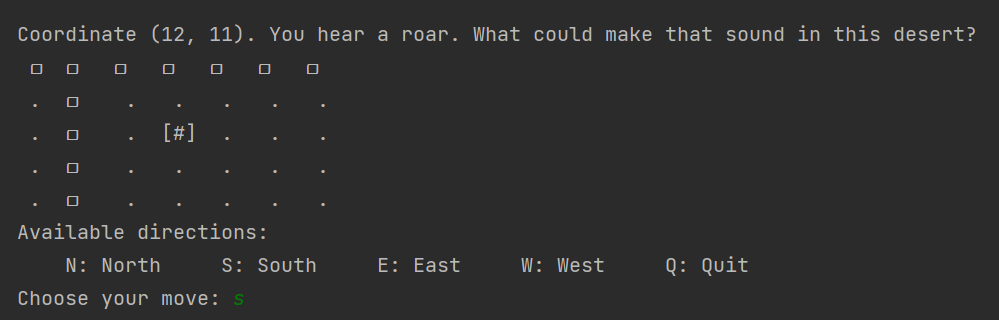 Coordinate (12, 11). You hear a roar. What could make that sound in this desert?
□ □ □ □ □ □ □
. □ . . . . .
. □ . [#] . . .
. □ . . . . .
. □ . . . . .
Available directions:
N: North S: South E: East W: West Q: Quit
Choose your move: s